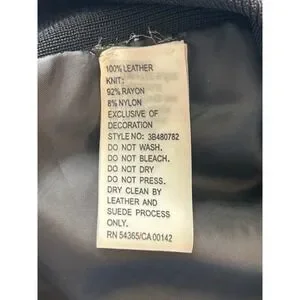 100% LEATHER
KNIT:
92% RAYON
8% NYLON
EXCLUSIVE OF
DECORATION
STYLE NO: 3B480782
DO NOT WASH.
DO NOT BLEACH.
DO NOT DRY
DO NOT PRESS.
DRY CLEAN BY
LEATHER AND
SUEDE PROCESS
ONLY.
RN 54365/CA 00142